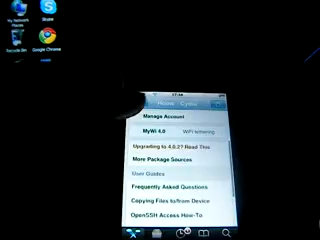 My Network
Places
Skype
Recycle Bin
Google Chrome
Home Cydia
Manage Account
MyWi 4.0 WiFi tethering
Upgrading to 4.0.2? Read This
More Package Sources
User Guides
Frequently Asked Questions
Copying Files to/from Device
OpenSSH Access How-To